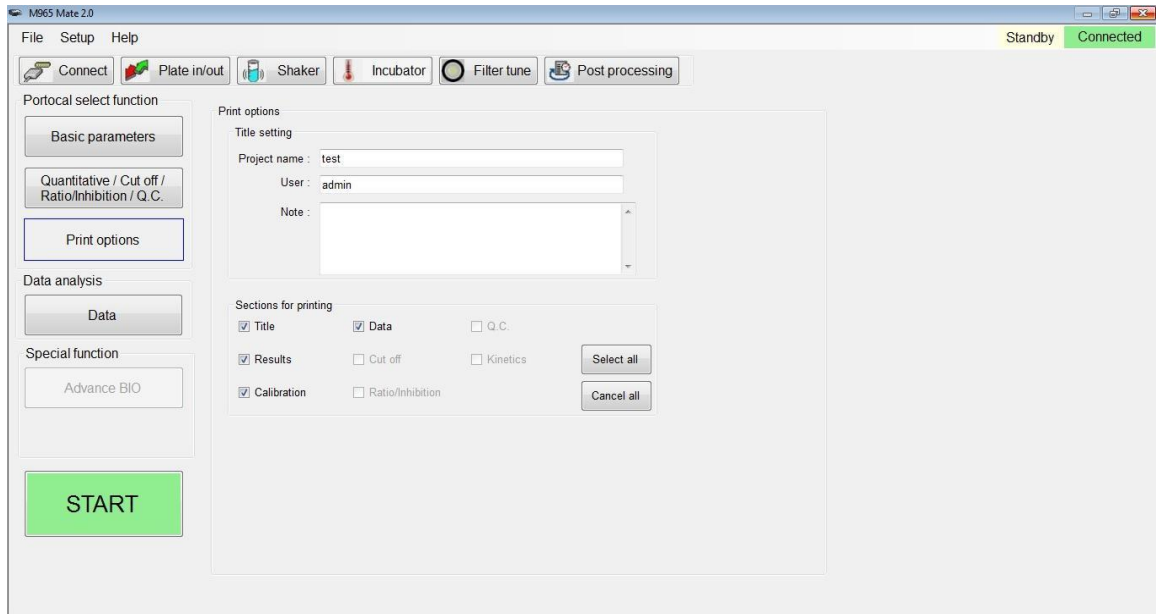 M965 Mate 2.0
File Setup Help
Standby Connected
Connect Plate in/out Shaker Incubator Filter tune Post processing
Portocal select function
Basic parameters
Quantitative / Cut off /
Ratio/Inhibition / Q.C.
Print options
Data analysis
Data
Special function
Advance BIO
START
Print options
Title setting
Project name : test
User : admin
Note :
Sections for printing
Title Data Q.C.
Results Cut off Kinetics Select all
Calibration Ratio/Inhibition Cancel all